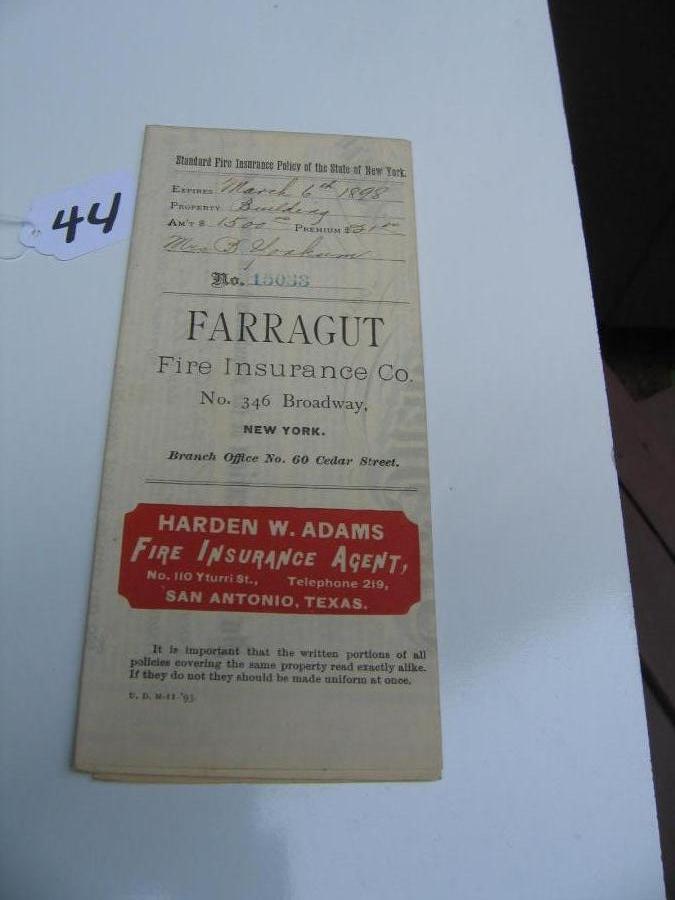 44
Standard Fire Insurance Policy of the State of New York.
EXPIRES March 6th 1898
PROPERTY Building
AM'T $ 1500 PREMIUM $
Mrs B
No. 15033
FARRAGUT
Fire Insurance Co.
No. 346 Broadway,
NEW YORK.
Branch Office No. 60 Cedar Street.
HARDEN W. ADAMS
FIRE INSURANCE AGENT,
No. 110 Yturri St., Telephone 219,
SAN ANTONIO, TEXAS.
It is important that the written portions of all
policies covering the same property read exactly alike.
If they do not they should be made uniform at once.
U. D. M-11-'93